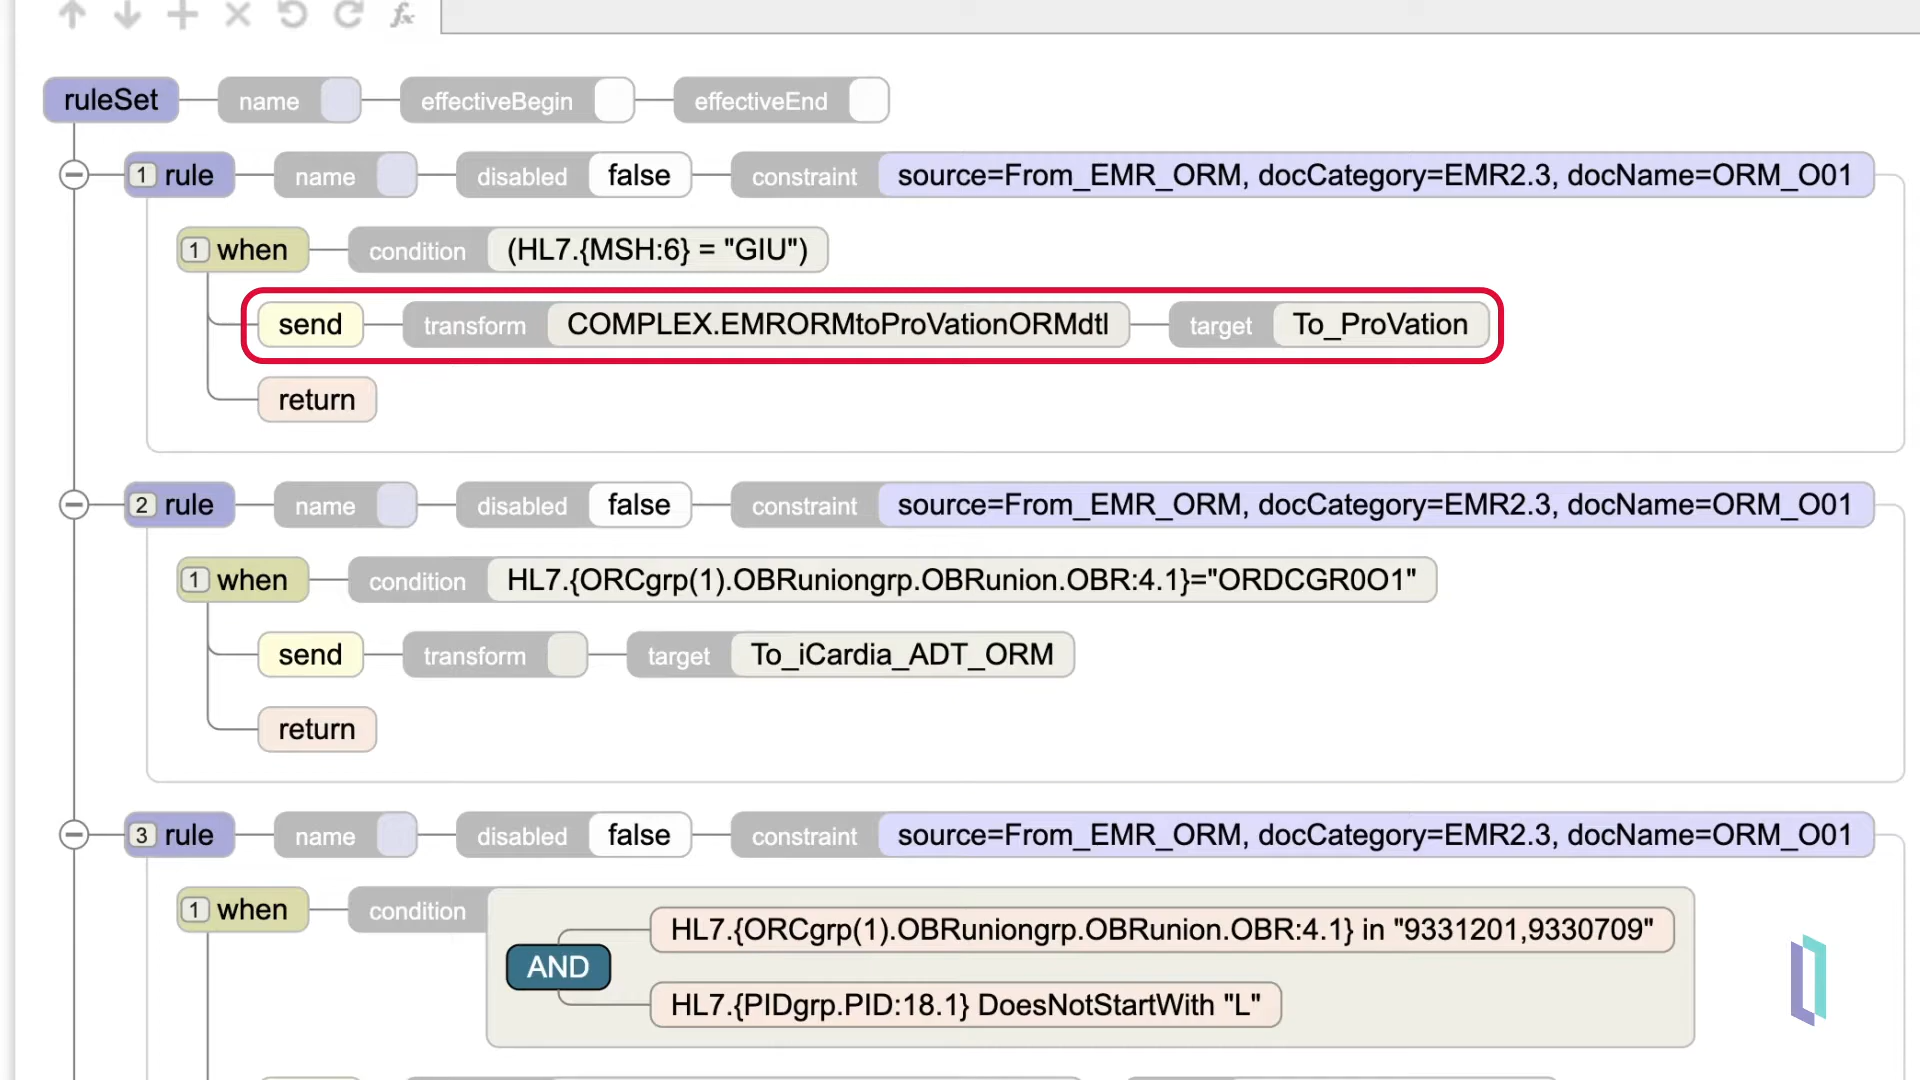 fx
ruleSet name effectiveBegin effectiveEnd
1 rule name disabled false constraint source=From_EMR_ORM, docCategory=EMR2.3, docName=ORM_O01
1 when condition (HL7.{MSH:6} = "GIU")
send transform COMPLEX.EMRORMtoProVationORMdtl target To_ProVation
return
2 rule name disabled false constraint source=From_EMR_ORM, docCategory=EMR2.3, docName=ORM_O01
1 when condition HL7.{ORCgrp(1).OBRuniongrp.OBRunion.OBR:4.1}="ORDCGR0O1"
send transform target To_iCardia_ADT_ORM
return
3 rule name disabled false constraint source=From_EMR_ORM, docCategory=EMR2.3, docName=ORM_O01
1 when condition
HL7.{ORCgrp(1).OBRuniongrp.OBRunion.OBR:4.1} in "9331201,9330709"
AND
HL7.{PIDgrp.PID:18.1} DoesNotStartWith "L"